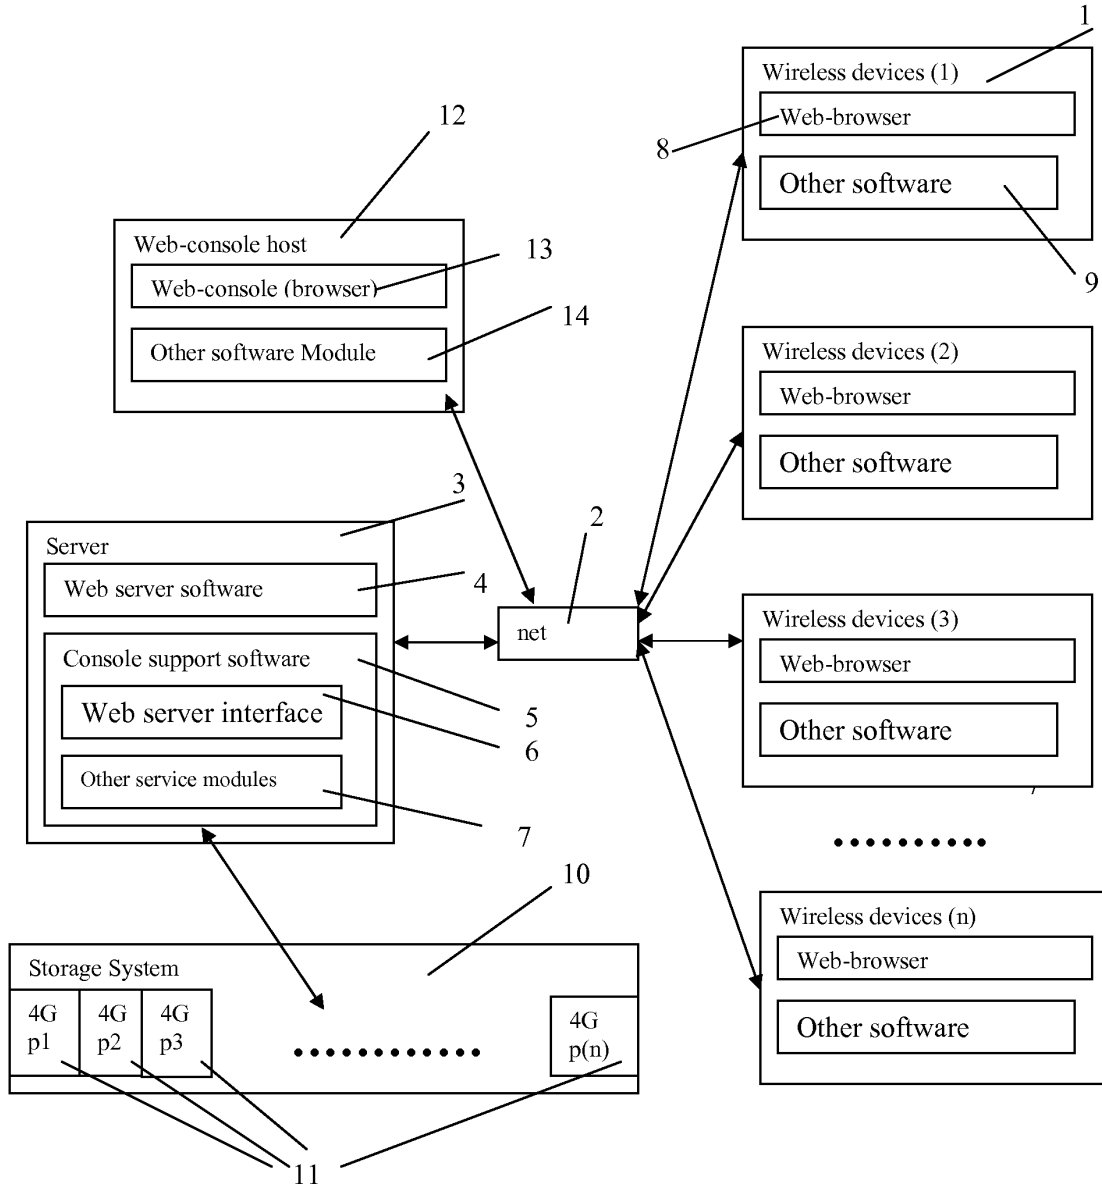 1
Wireless devices (1)
Web-browser
8
Other software
9
12
Web-console host
13
Web-console (browser)
14
Other software Module
Wireless devices (2)
Web-browser
Other software
3
Server
Web server software
4
Console support software
5
Web server interface
6
Other service modules
7
2
net
Wireless devices (3)
Web-browser
Other software
Wireless devices (n)
Web-browser
Other software
10
Storage System
4G
p1
4G
p2
4G
p3
4G
p(n)
11